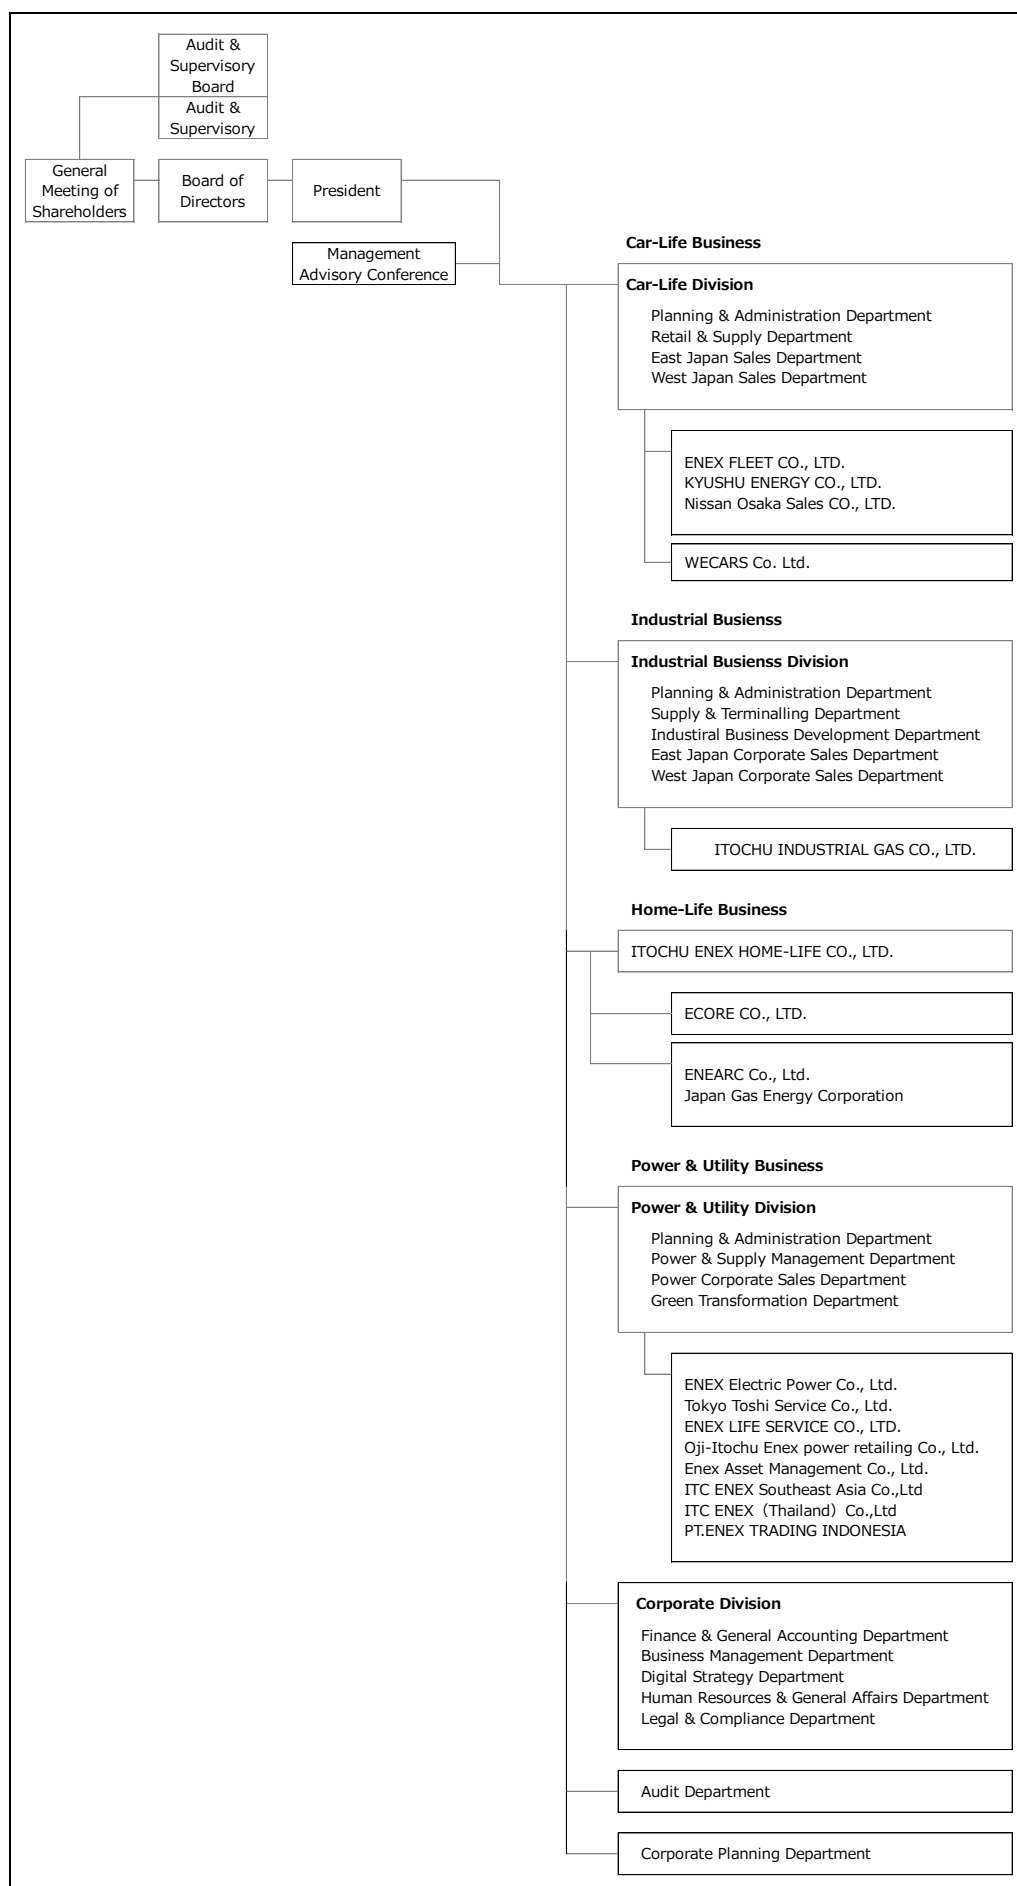 Audit &
Supervisory
Board
Audit &
Supervisory
General
Meeting of
Shareholders
Board of
Directors
President
Management
Advisory Conference
Car-Life Business
Car-Life Division
Planning & Administration Department
Retail & Supply Department
East Japan Sales Department
West Japan Sales Department
ENEX FLEET CO., LTD.
KYUSHU ENERGY CO., LTD.
Nissan Osaka Sales CO., LTD.
WECARS Co. Ltd.
Industrial Busienss
Industrial Busienss Division
Planning & Administration Department
Supply & Terminalling Department
Industiral Business Development Department
East Japan Corporate Sales Department
West Japan Corporate Sales Department
ITOCHU INDUSTRIAL GAS CO., LTD.
Home-Life Business
ITOCHU ENEX HOME-LIFE CO., LTD.
ECORE CO., LTD.
ENEARC Co., Ltd.
Japan Gas Energy Corporation
Power & Utility Business
Power & Utility Division
Planning & Administration Department
Power & Supply Management Department
Power Corporate Sales Department
Green Transformation Department
ENEX Electric Power Co., Ltd.
Tokyo Toshi Service Co., Ltd.
ENEX LIFE SERVICE CO., LTD.
Oji-Itochu Enex power retailing Co., Ltd.
Enex Asset Management Co., Ltd.
ITC ENEX Southeast Asia Co.,Ltd
ITC ENEX（Thailand）Co.,Ltd
PT.ENEX TRADING INDONESIA
Corporate Division
Finance & General Accounting Department
Business Management Department
Digital Strategy Department
Human Resources & General Affairs Department
Legal & Compliance Department
Audit Department
Corporate Planning Department